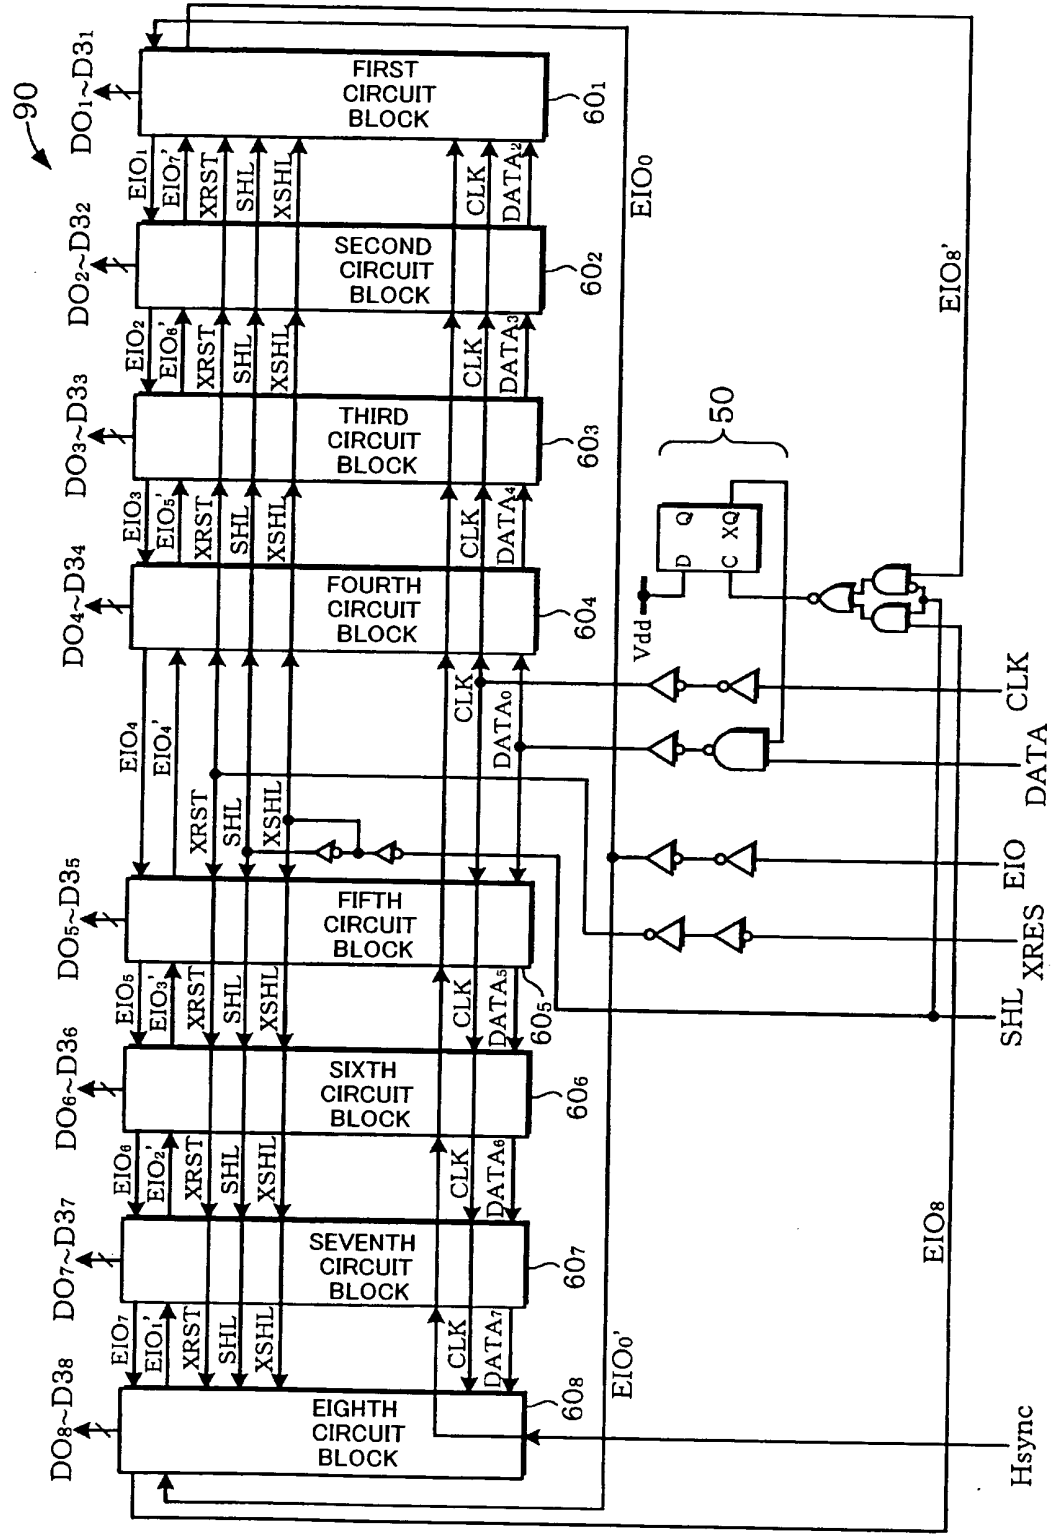 90
DO1~D31
DO2~D32
DO3~D33
DO4~D34
DO5~D35
DO6~D36
DO7~D37
DO8~D38
FIRST
CIRCUIT
BLOCK
601
EIO1
EIO7'
XRST
SHL
XSHL
CLK
DATA2
SECOND
CIRCUIT
BLOCK
602
EIO2
EIO6'
XRST
SHL
XSHL
CLK
DATA3
THIRD
CIRCUIT
BLOCK
603
EIO3
EIO5'
XRST
SHL
XSHL
CLK
DATA4
FOURTH
CIRCUIT
BLOCK
604
EIO4
EIO4'
XRST
SHL
XSHL
CLK
DATA0
FIFTH
CIRCUIT
BLOCK
605
EIO5
EIO3'
XRST
SHL
XSHL
CLK
DATA5
SIXTH
CIRCUIT
BLOCK
606
EIO6
EIO2'
XRST
SHL
XSHL
CLK
DATA6
SEVENTH
CIRCUIT
BLOCK
607
EIO7
EIO1'
XRST
SHL
XSHL
CLK
DATA7
EIGHTH
CIRCUIT
BLOCK
608
EIO0
EIO0'
EIO8'
EIO8
50
Vdd
D
Q
C
XQ
CLK
DATA
EIO
XRES
SHL
Hsync